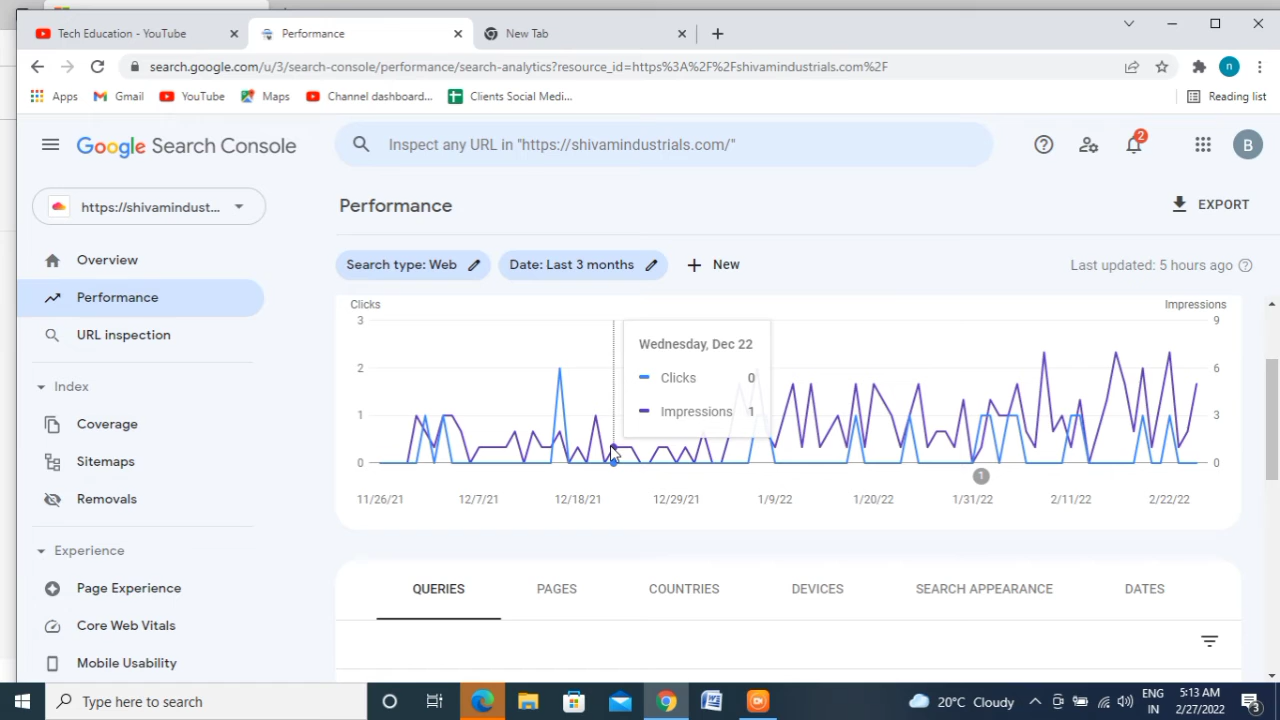 Tech Education - YouTube
Performance
New Tab
search.google.com/u/3/search-console/performance/search-analytics?resource_id=https%3A%2F%2Fshivamindustrials.com%2F
n
Apps
Gmail
YouTube
Maps
Channel dashboard...
Clients Social Medi...
Reading list
Google Search Console
Inspect any URL in "https://shivamindustrials.com/"
2
B
https://shivamindust...
Performance
EXPORT
Search type: Web
Date: Last 3 months
New
Last updated: 5 hours ago
Overview
Performance
URL inspection
Index
Coverage
Sitemaps
Removals
Experience
Page Experience
Core Web Vitals
Mobile Usability
Clicks
Impressions
3
2
1
0
9
6
3
0
Wednesday, Dec 22
Clicks 0
Impressions 1
1
11/26/21
12/7/21
12/18/21
12/29/21
1/9/22
1/20/22
1/31/22
2/11/22
2/22/22
QUERIES
PAGES
COUNTRIES
DEVICES
SEARCH APPEARANCE
DATES
Type here to search
20°C Cloudy
ENG
IN
5:13 AM
2/27/2022
3